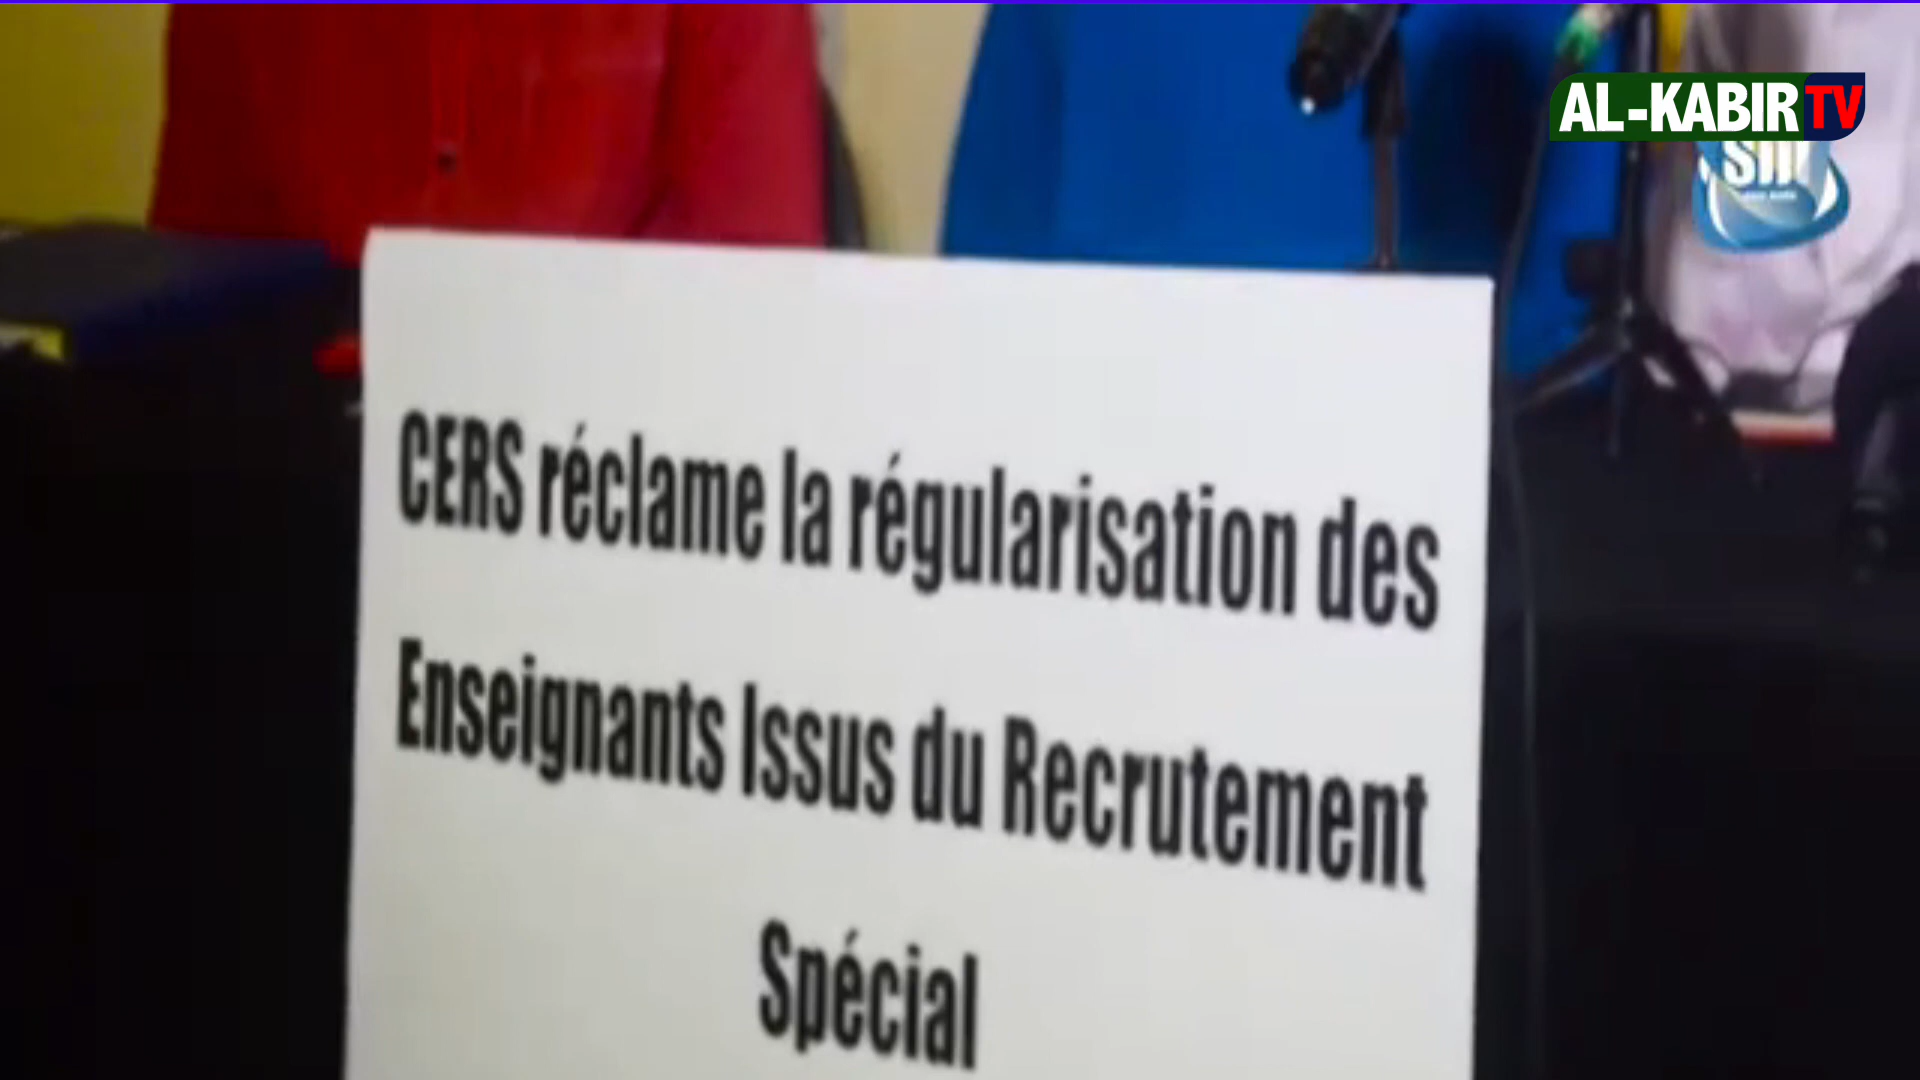 AL-KABIR TV
CERS réclame la régularisation des
Enseignants Issus du Recrutement
Spécial